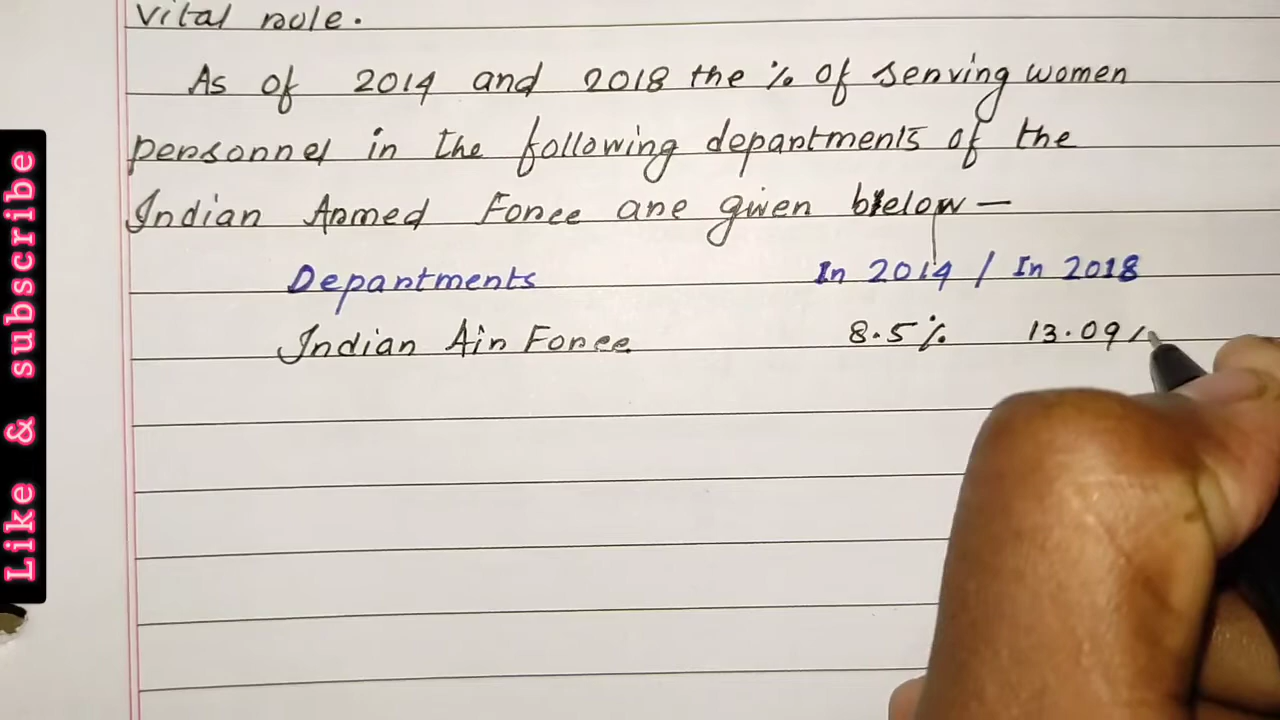 vital role.
As of 2014 and 2018 the % of serving women
personnel in the following departments of the
Indian Armed Force are given below —
Departments In 2014 / In 2018
Indian Air Force 8.5% 13.09%
Like & subscribe